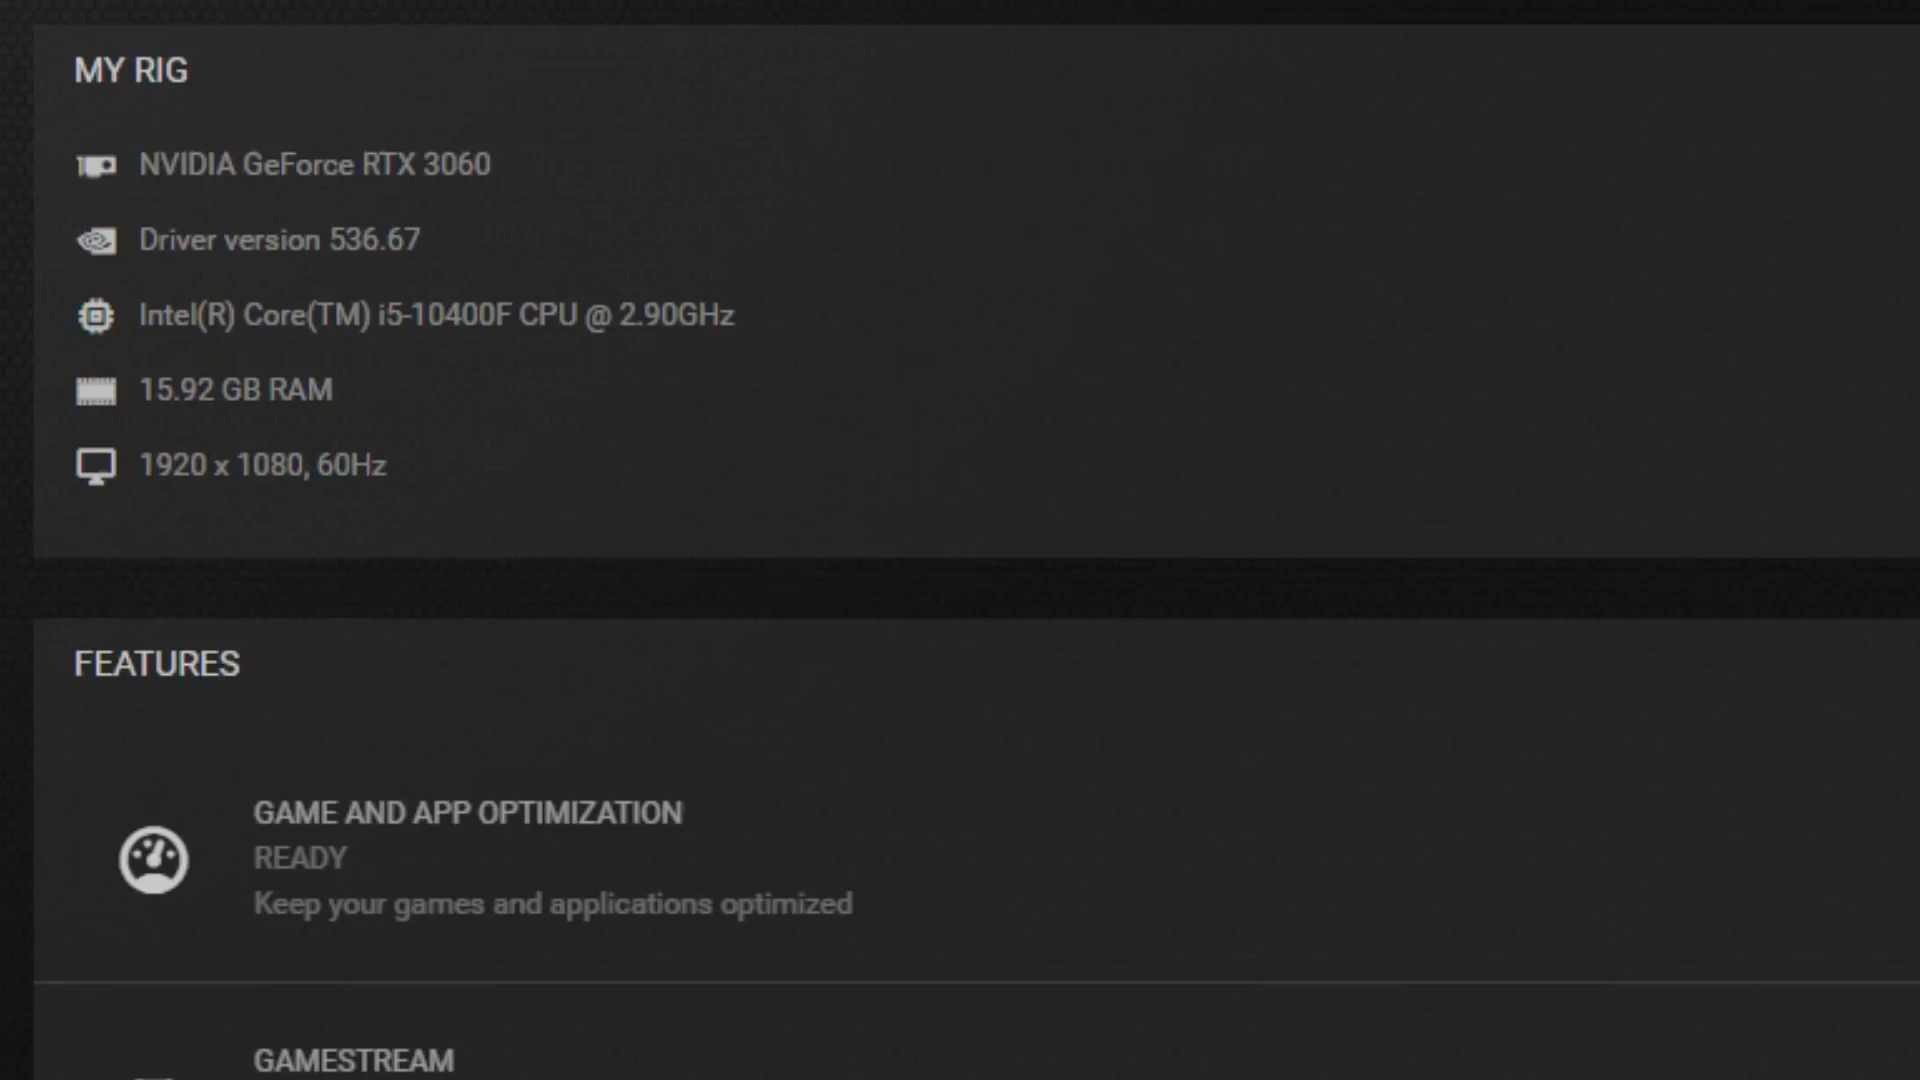 MY RIG
NVIDIA GeForce RTX 3060
Driver version 536.67
Intel(R) Core(TM) i5-10400F CPU @ 2.90GHz
15.92 GB RAM
1920 x 1080, 60Hz
FEATURES
GAME AND APP OPTIMIZATION
READY
Keep your games and applications optimized
GAMESTREAM